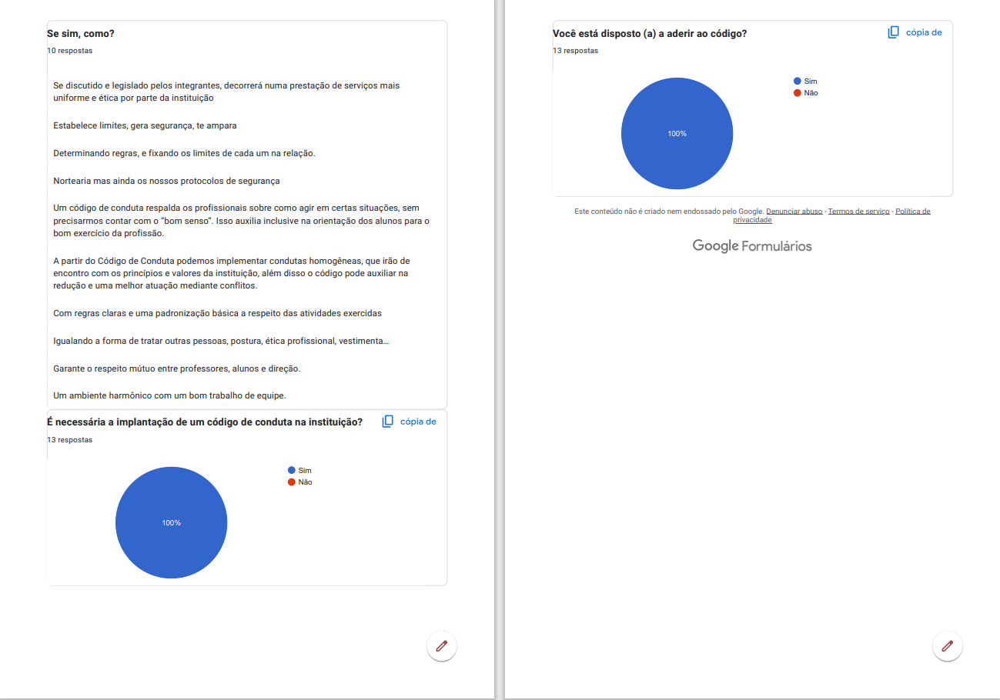 Se sim, como?
10 respostas
Se discutido e legislado pelos integrantes, decorrerá numa prestação de serviços mais
uniforme e ética por parte da instituição
Estabelece limites, gera segurança, te ampara
Determinando regras, e fixando os limites de cada um na relação.
Nortearia mas ainda os nossos protocolos de segurança
Um código de conduta respalda os profissionais sobre como agir em certas situações, sem
precisarmos contar com o “bom senso”. Isso auxilia inclusive na orientação dos alunos para o
bom exercício da profissão.
A partir do Código de Conduta podemos implementar condutas homogêneas, que irão de
encontro com os princípios e valores da instituição, além disso o código pode auxiliar na
redução e uma melhor atuação mediante conflitos.
Com regras claras e uma padronização básica a respeito das atividades exercidas
Igualando a forma de tratar outras pessoas, postura, ética profissional, vestimenta...
Garante o respeito mútuo entre professores, alunos e direção.
Um ambiente harmônico com um bom trabalho de equipe.
É necessária a implantação de um código de conduta na instituição?
cópia de
13 respostas
Sim
Não
100%
Você está disposto (a) a aderir ao código?
cópia de
13 respostas
Sim
Não
100%
Este conteúdo não é criado nem endossado pelo Google. Denunciar abuso - Termos de serviço - Política de
privacidade
Google Formulários